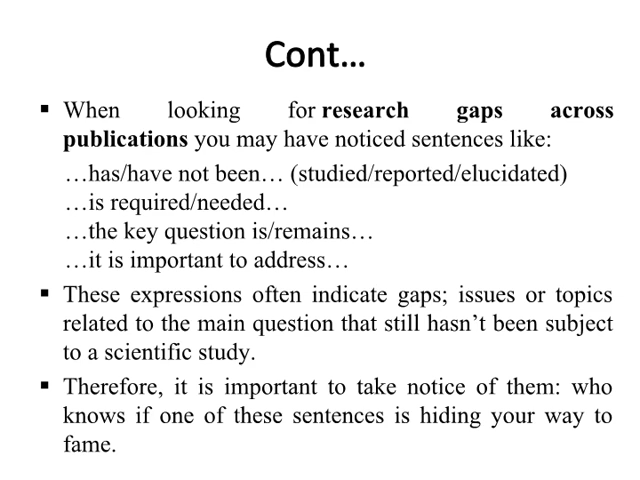 Cont…
▪ When looking for research gaps across
publications you may have noticed sentences like:
…has/have not been… (studied/reported/elucidated)
…is required/needed…
…the key question is/remains…
…it is important to address…
▪ These expressions often indicate gaps; issues or topics
related to the main question that still hasn’t been subject
to a scientific study.
▪ Therefore, it is important to take notice of them: who
knows if one of these sentences is hiding your way to
fame.